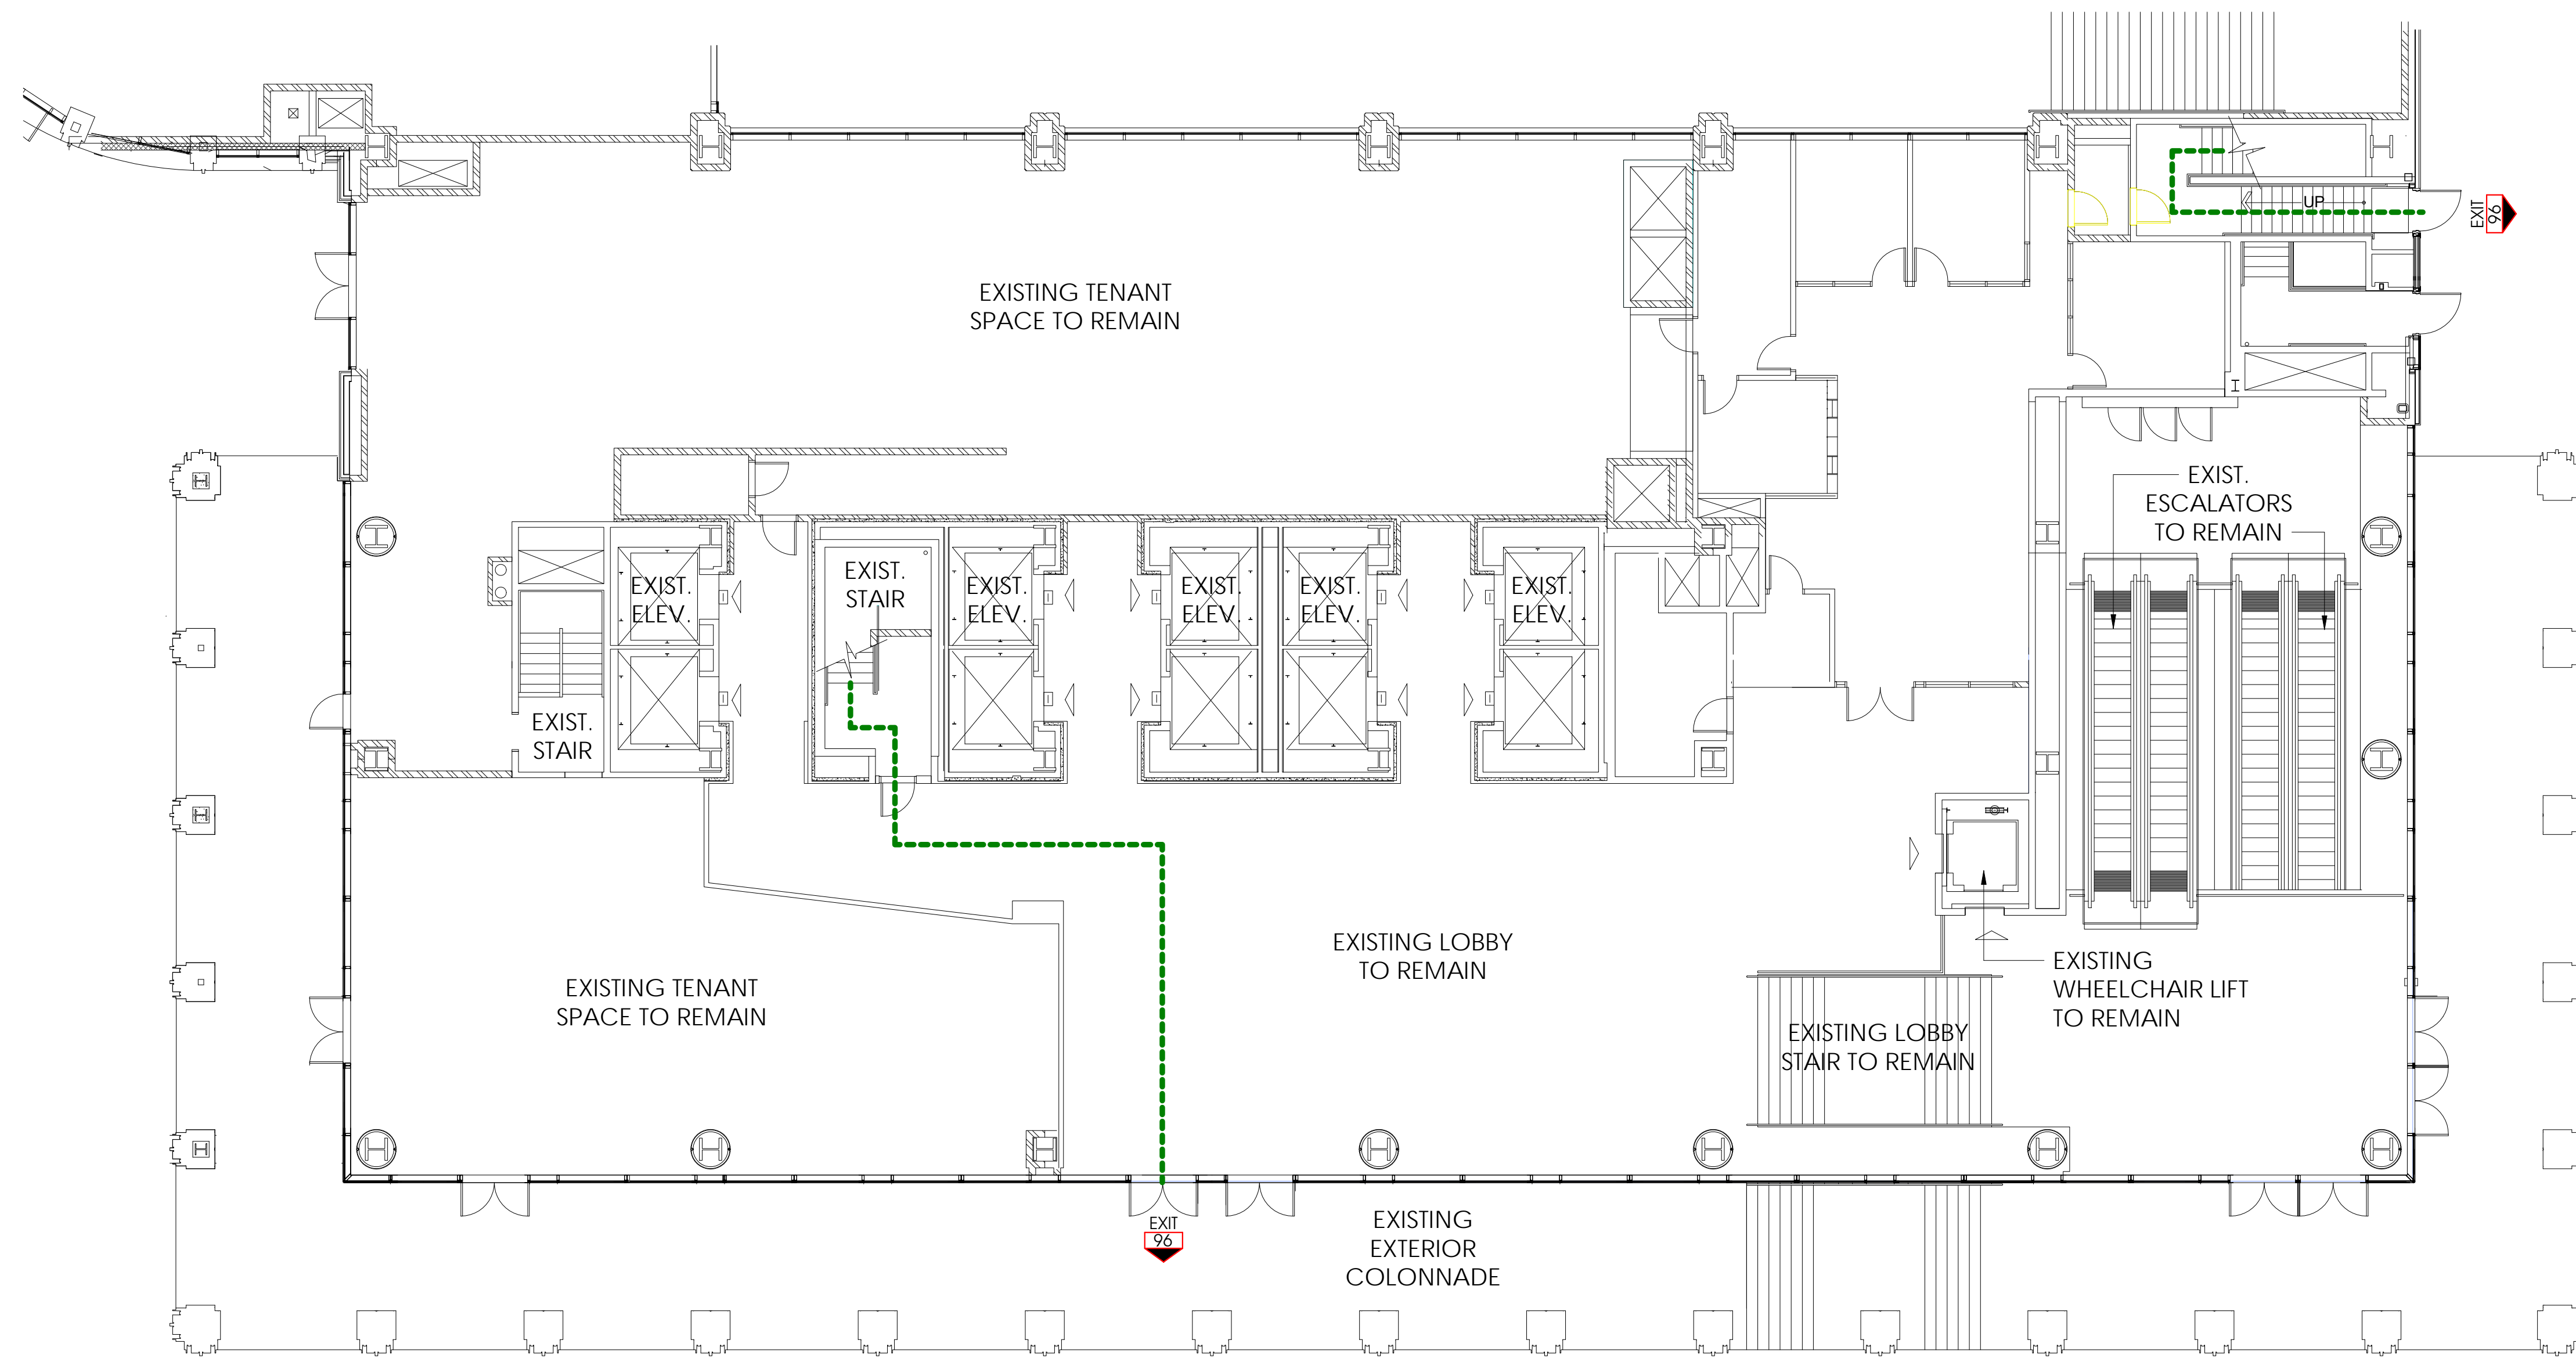 EXIT
96
UP
EXISTING TENANT
SPACE TO REMAIN
EXIST.
ESCALATORS
TO REMAIN
EXIST.
STAIR
EXIST.
ELEV.
EXIST.
ELEV.
EXIST.
ELEV.
EXIST.
ELEV.
EXIST.
ELEV.
EXIST.
STAIR
EXISTING LOBBY
TO REMAIN
EXISTING
WHEELCHAIR LIFT
TO REMAIN
EXISTING TENANT
SPACE TO REMAIN
EXISTING LOBBY
STAIR TO REMAIN
EXIT
96
EXISTING
EXTERIOR
COLONNADE